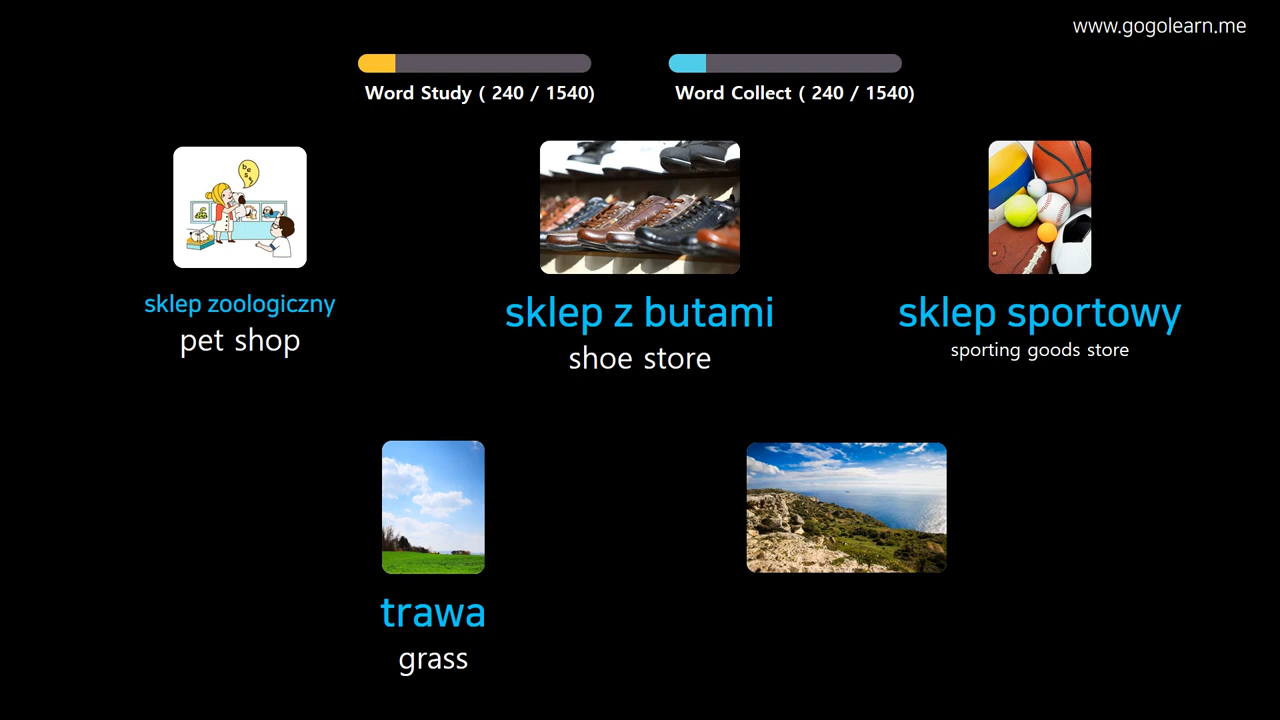 www.gogolearn.me
Word Study ( 240 / 1540)
Word Collect ( 240 / 1540)
sklep zoologiczny
pet shop
sklep z butami
shoe store
sklep sportowy
sporting goods store
trawa
grass